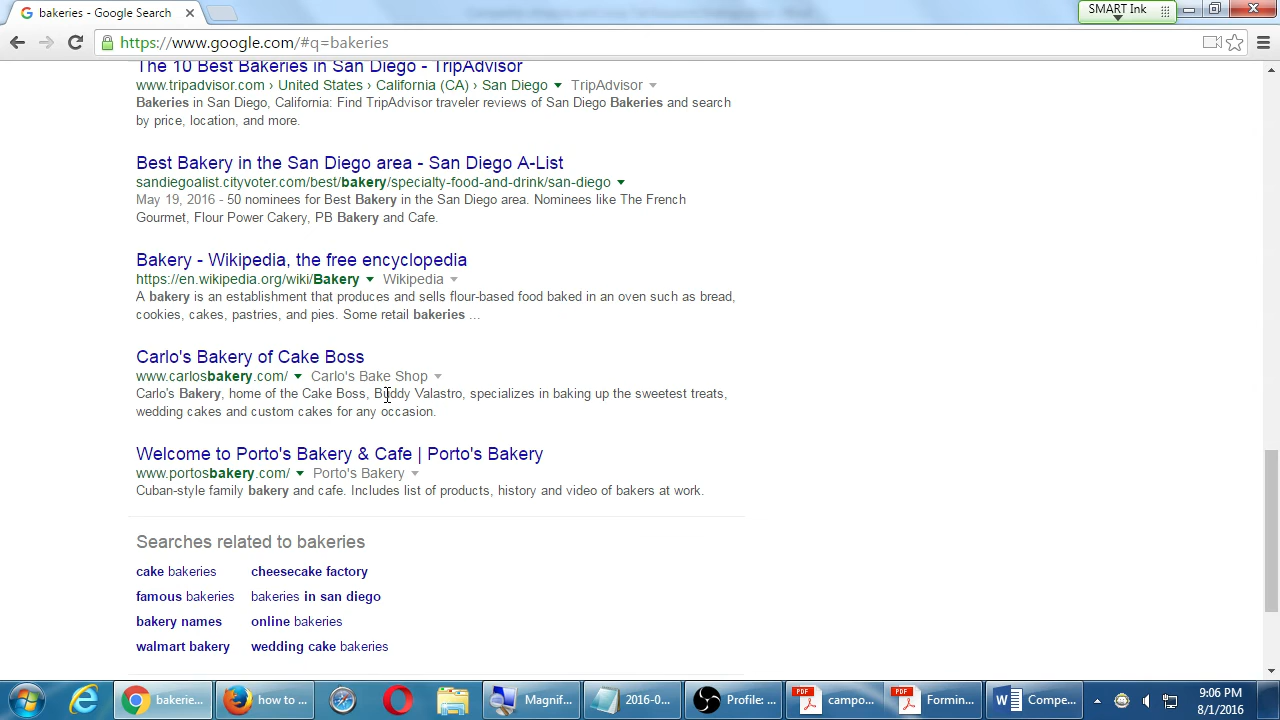 bakeries - Google Search
SMART Ink
https://www.google.com/#q=bakeries
The 10 Best Bakeries in San Diego - TripAdvisor
www.tripadvisor.com › United States › California (CA) › San Diego TripAdvisor
Bakeries in San Diego, California: Find TripAdvisor traveler reviews of San Diego Bakeries and search
by price, location, and more.
Best Bakery in the San Diego area - San Diego A-List
sandiegoalist.cityvoter.com/best/bakery/specialty-food-and-drink/san-diego
May 19, 2016 - 50 nominees for Best Bakery in the San Diego area. Nominees like The French
Gourmet, Flour Power Cakery, PB Bakery and Cafe.
Bakery - Wikipedia, the free encyclopedia
https://en.wikipedia.org/wiki/Bakery Wikipedia
A bakery is an establishment that produces and sells flour-based food baked in an oven such as bread,
cookies, cakes, pastries, and pies. Some retail bakeries ...
Carlo's Bakery of Cake Boss
www.carlosbakery.com/ Carlo's Bake Shop
Carlo's Bakery, home of the Cake Boss, Buddy Valastro, specializes in baking up the sweetest treats,
wedding cakes and custom cakes for any occasion.
Welcome to Porto's Bakery & Cafe | Porto's Bakery
www.portosbakery.com/ Porto's Bakery
Cuban-style family bakery and cafe. Includes list of products, history and video of bakers at work.
Searches related to bakeries
cake bakeries cheesecake factory
famous bakeries bakeries in san diego
bakery names online bakeries
walmart bakery wedding cake bakeries
bakerie... how to ... Magnif... 2016-0... Profile: ... PDF campo... PDF Formin... Compe... 9:06 PM
8/1/2016